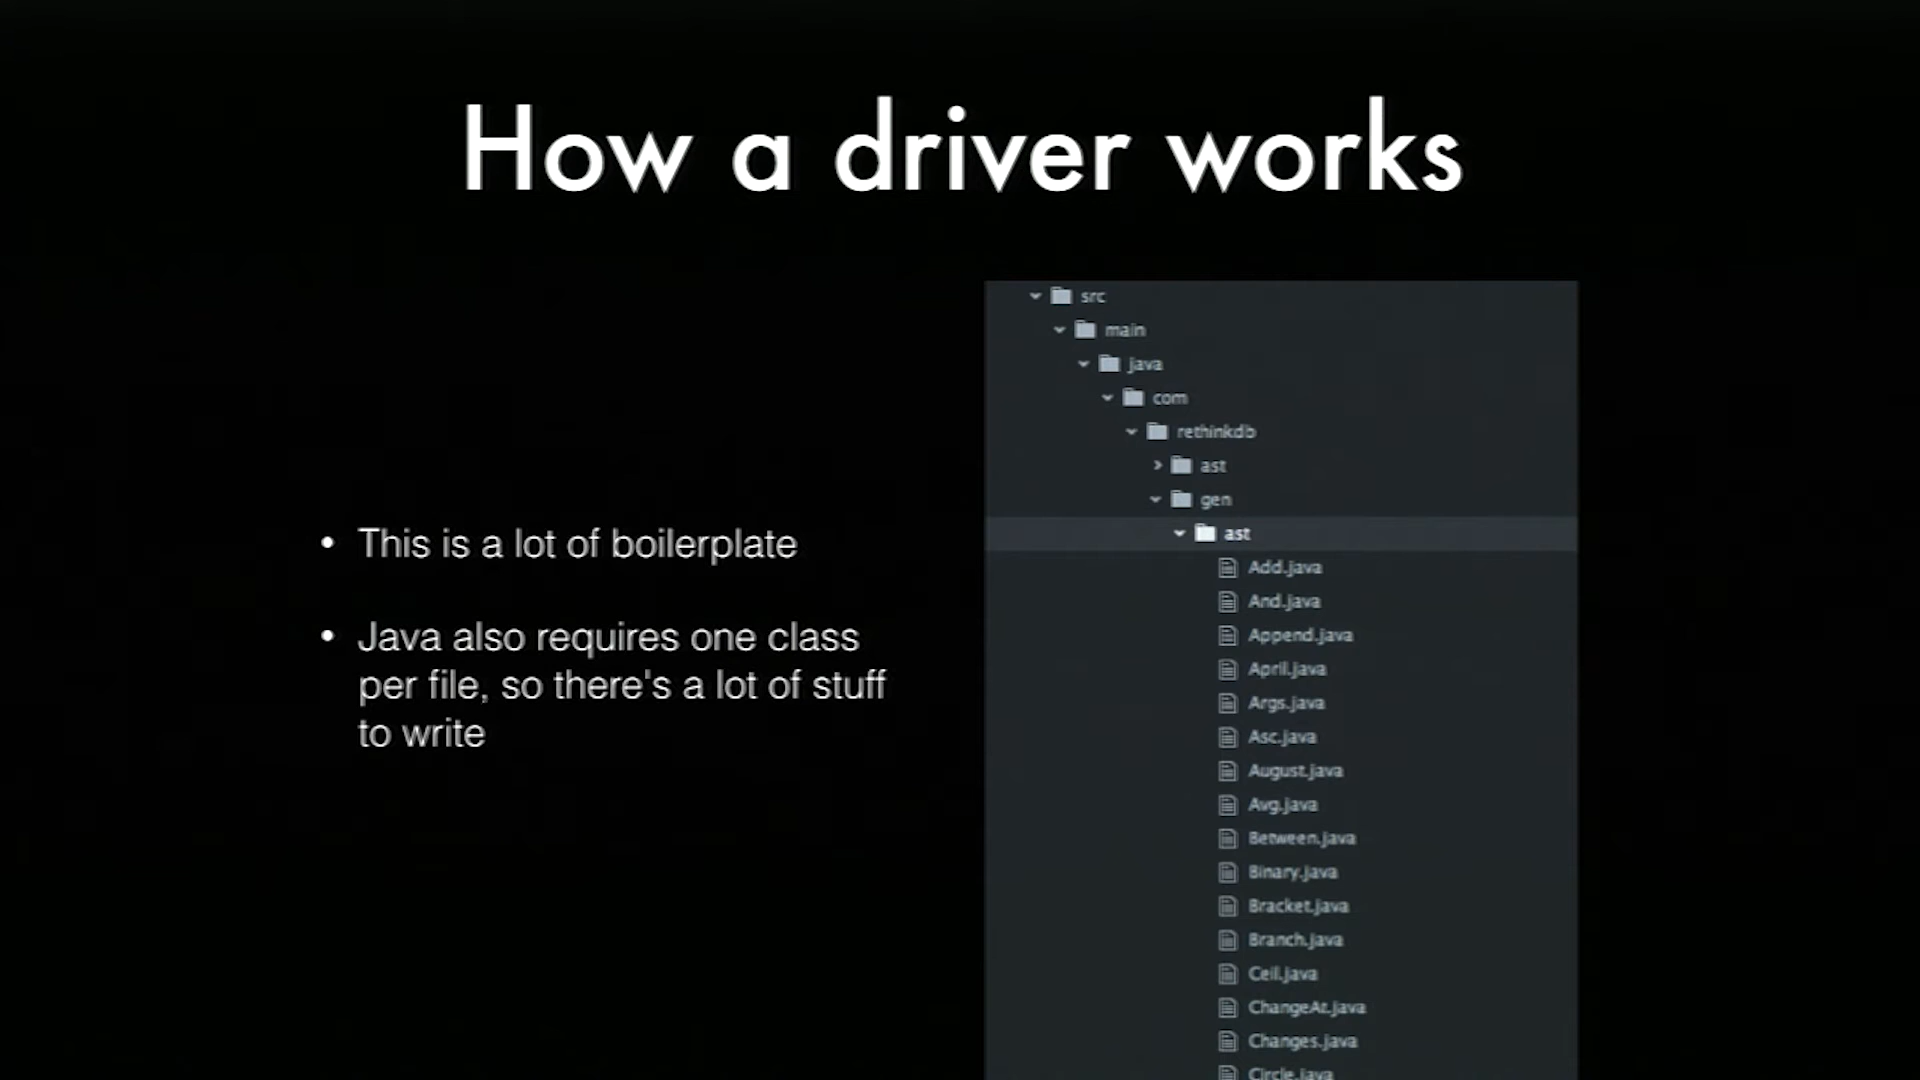 How a driver works
• This is a lot of boilerplate
• Java also requires one class
per file, so there's a lot of stuff
to write
src
main
java
com
rethinkdb
ast
gen
ast
Add.java
And.java
Append.java
April.java
Args.java
Asc.java
August.java
Avg.java
Between.java
Binary.java
Bracket.java
Branch.java
Ceil.java
ChangeAt.java
Changes.java
Circle.java